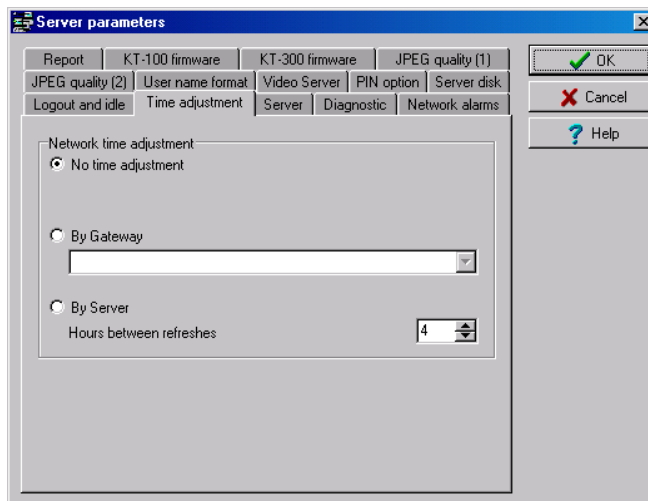 Server parameters
Report KT-100 firmware KT-300 firmware JPEG quality (1)
JPEG quality (2) User name format Video Server PIN option Server disk
Logout and idle Time adjustment Server Diagnostic Network alarms
OK
Cancel
Help
Network time adjustment
No time adjustment
By Gateway
By Server
Hours between refreshes 4